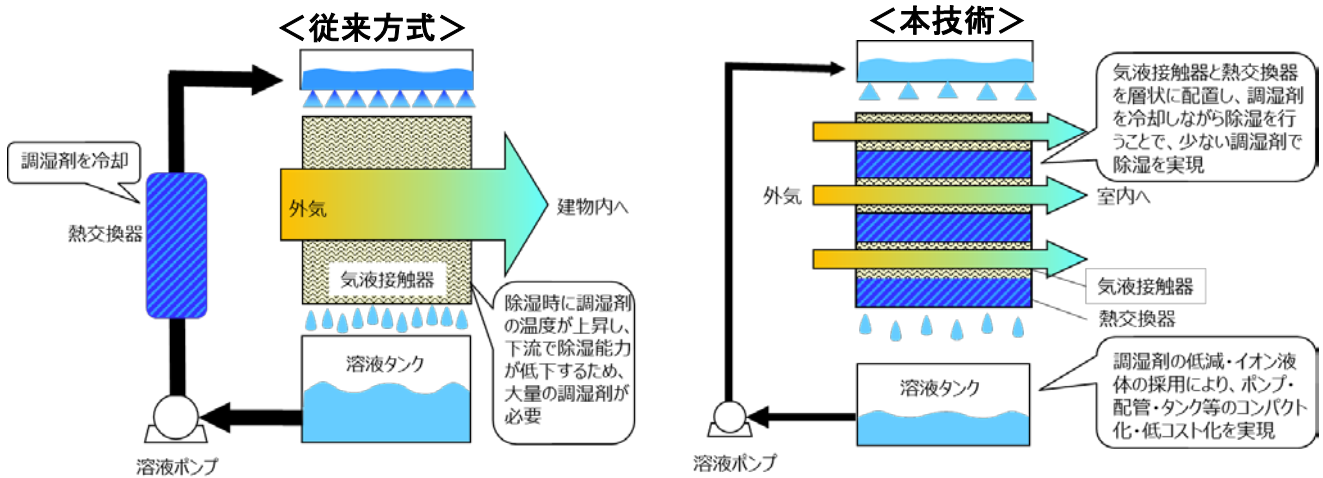 ＜従来方式＞
調湿剤を冷却
熱交換器
外気
建物内へ
気液接触器
除湿時に調湿剤
の温度が上昇し、
下流で除湿能力
が低下するため、
大量の調湿剤が
必要
溶液タンク
溶液ポンプ
＜本技術＞
気液接触器と熱交換器
を層状に配置し、調湿剤
を冷却しながら除湿を行
うことで、少ない調湿剤で
除湿を実現
外気
室内へ
気液接触器
熱交換器
調湿剤の低減・イオン液
体の採用により、ポンプ・
配管・タンク等のコンパクト
化・低コスト化を実現
溶液タンク
溶液ポンプ